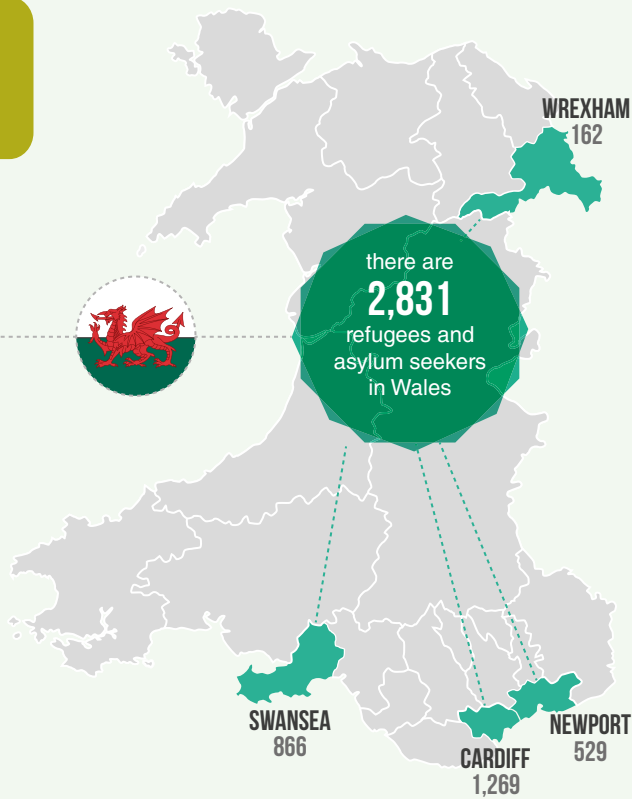 WREXHAM
162
there are
2,831
refugees and
asylum seekers
in Wales
SWANSEA
866
NEWPORT
529
CARDIFF
1,269